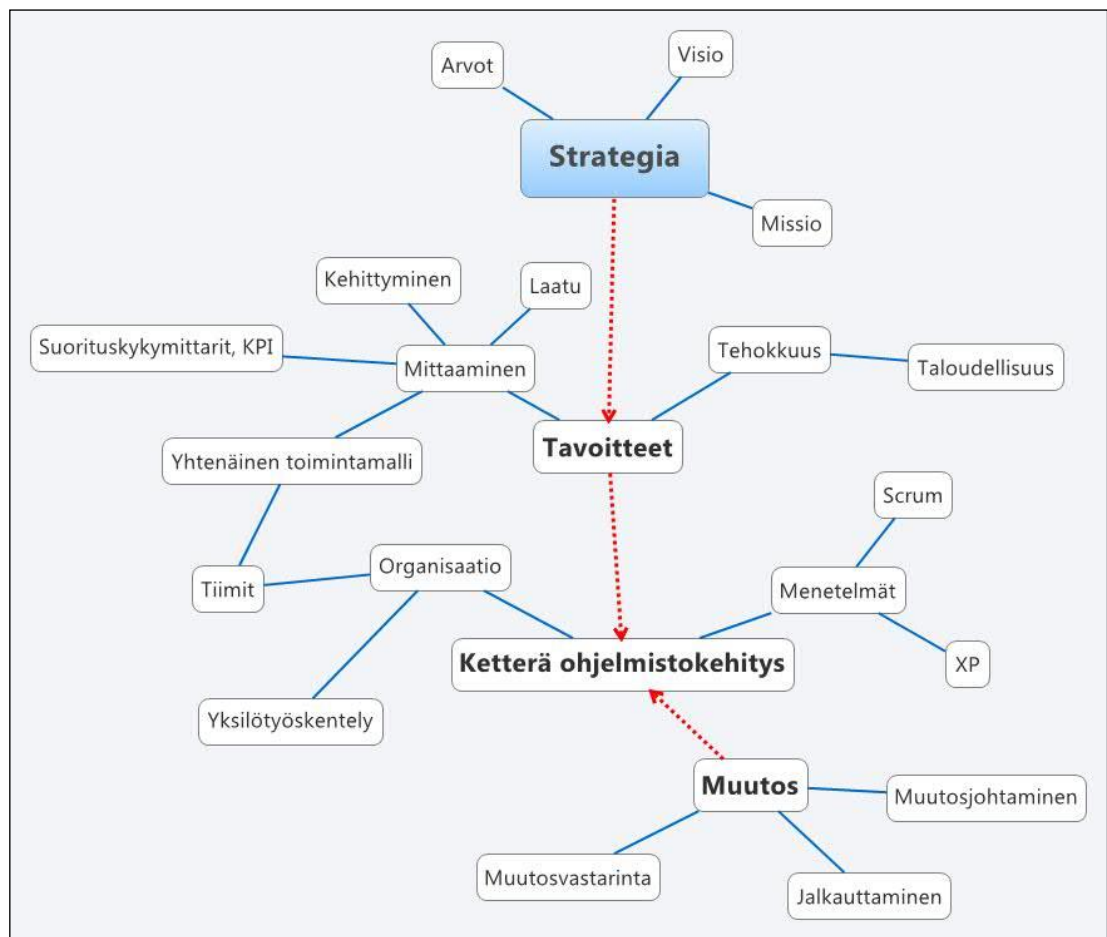 Visio
Arvot
Strategia
Missio
Kehittyminen
Laatu
Suorituskykymittarit, KPI
Mittaaminen
Tehokkuus
Taloudellisuus
Tavoitteet
Yhtenäinen toimintamalli
Scrum
Organisaatio
Tiimit
Menetelmät
Ketterä ohjelmistokehitys
XP
Yksilötyöskentely
Muutos
Muutosjohtaminen
Muutosvastarinta
Jalkauttaminen